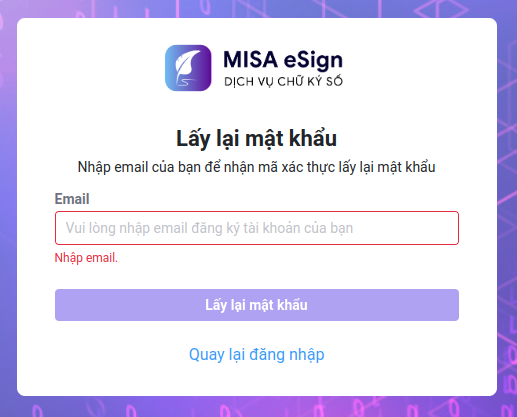 MISA eSign
DỊCH VỤ CHỮ KÝ SỐ
Lấy lại mật khẩu
Nhập email của bạn để nhận mã xác thực lấy lại mật khẩu
Email
Vui lòng nhập email đăng ký tài khoản của bạn
Nhập email.
Lấy lại mật khẩu
Quay lại đăng nhập